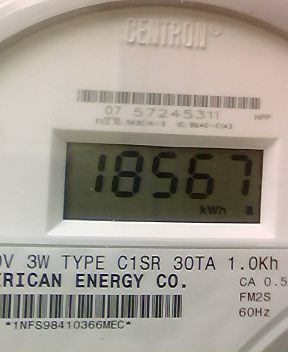 CENTRON®
07 57245311
HPP
18567
kWh
V 3W TYPE C1SR 30TA 1.0Kh
ERICAN ENERGY CO.
CA 0.5
FM2S
60Hz
*1NFS98410366MEC*